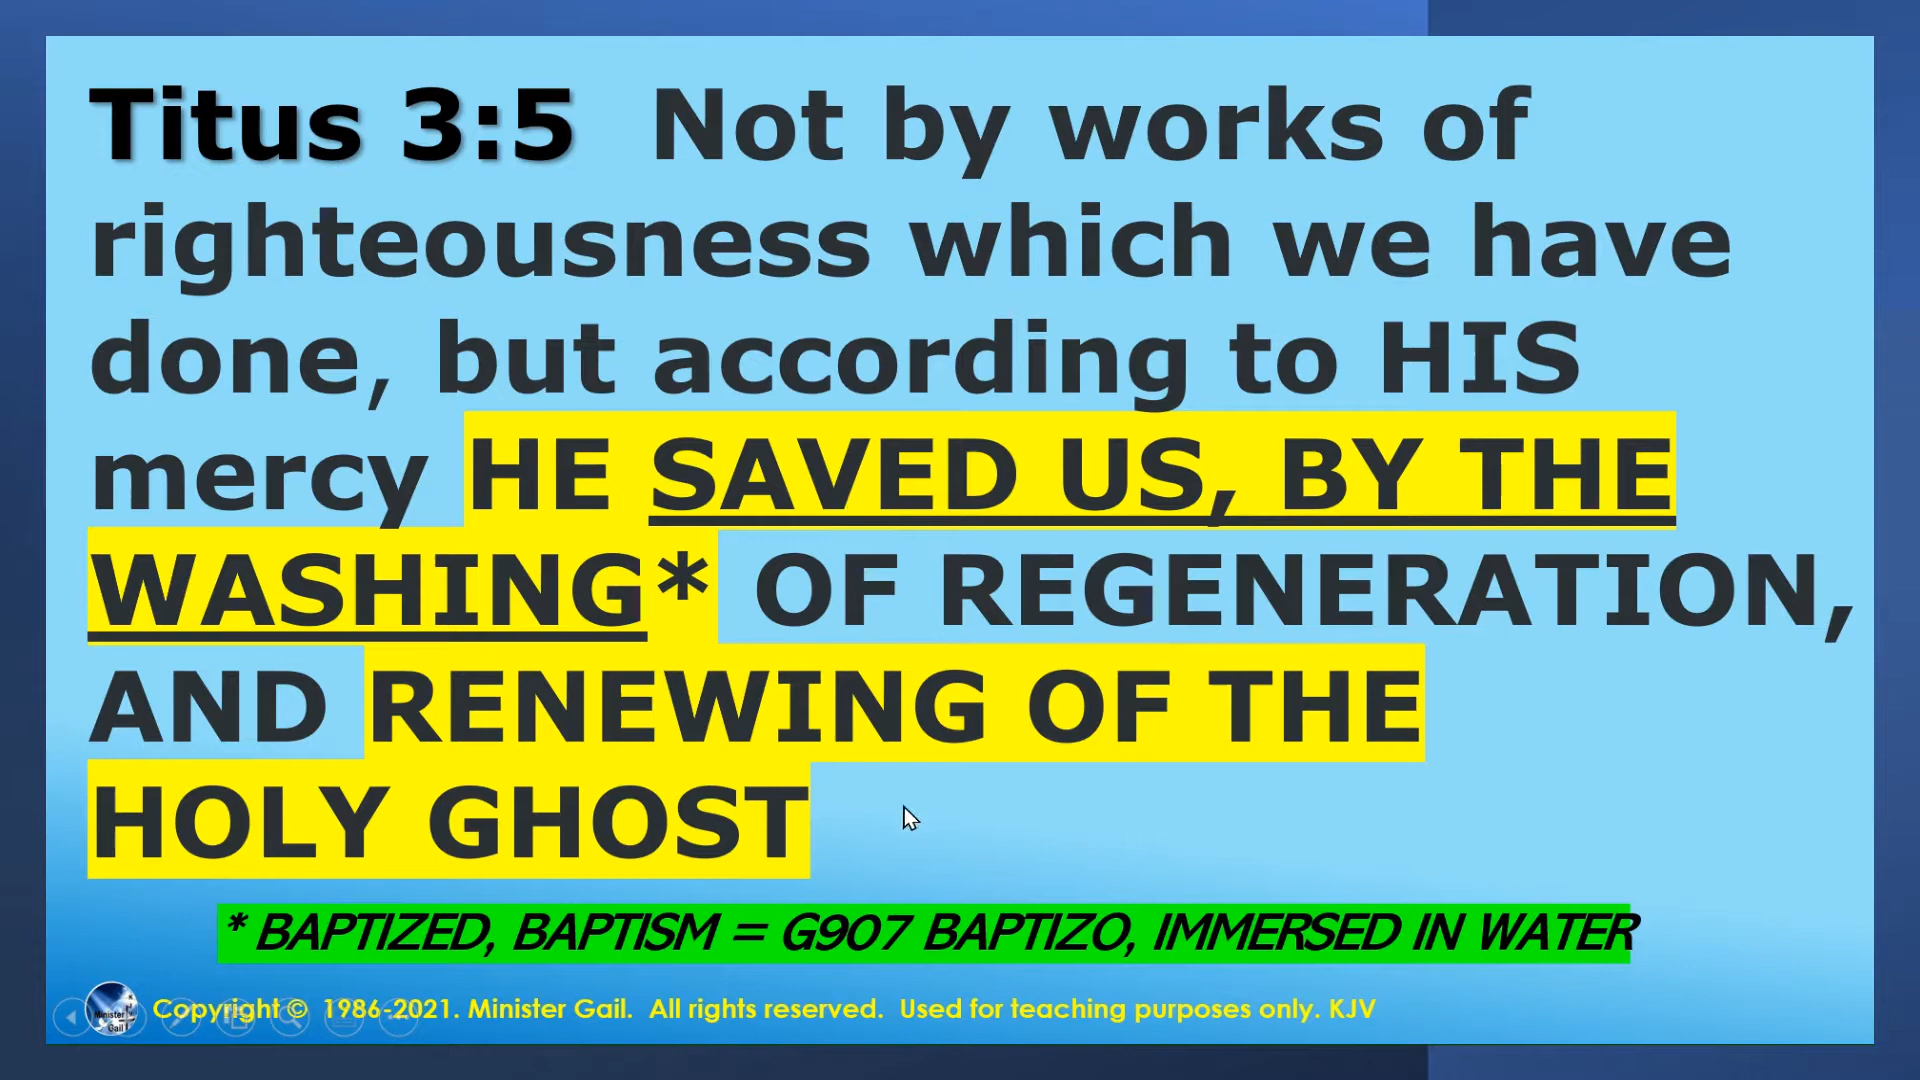 Titus 3:5 Not by works of
righteousness which we have
done, but according to HIS
mercy HE SAVED US, BY THE
WASHING* OF REGENERATION,
AND RENEWING OF THE
HOLY GHOST
* BAPTIZED, BAPTISM = G907 BAPTIZO, IMMERSED IN WATER
Minister
Gail
Copyright © 1986-2021. Minister Gail. All rights reserved. Used for teaching purposes only. KJV